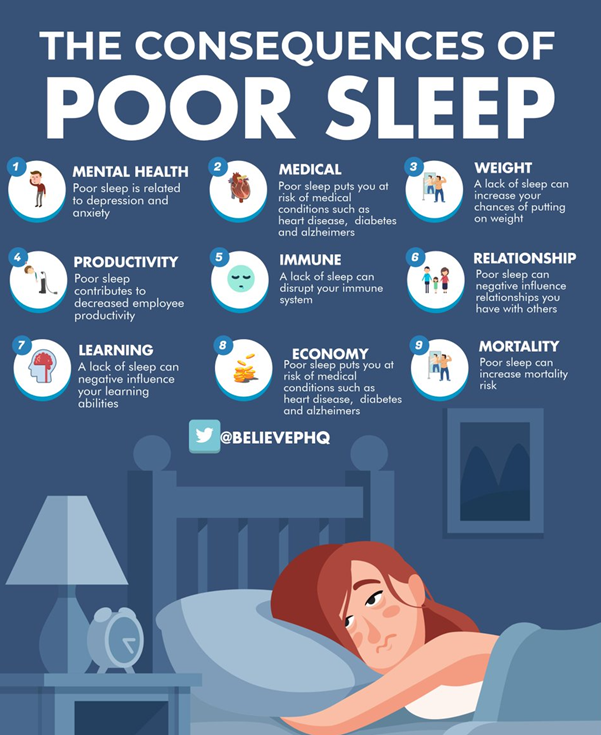 THE CONSEQUENCES OF
POOR SLEEP
1
MENTAL HEALTH
Poor sleep is related
to depression and
anxiety
2
MEDICAL
Poor sleep puts you at
risk of medical
conditions such as
heart disease, diabetes
and alzheimers
3
WEIGHT
A lack of sleep can
increase your
chances of putting
on weight
4
PRODUCTIVITY
Poor sleep
contributes to
decreased employee
productivity
5
IMMUNE
A lack of sleep can
disrupt your immune
system
6
RELATIONSHIP
Poor sleep can
negative influence
relationships you
have with others
7
LEARNING
A lack of sleep can
negative influence
your learning
abilities
8
ECONOMY
Poor sleep puts you at
risk of medical
conditions such as
heart disease, diabetes
and alzheimers
9
MORTALITY
Poor sleep can
increase mortality
risk
@BELIEVEPHQ